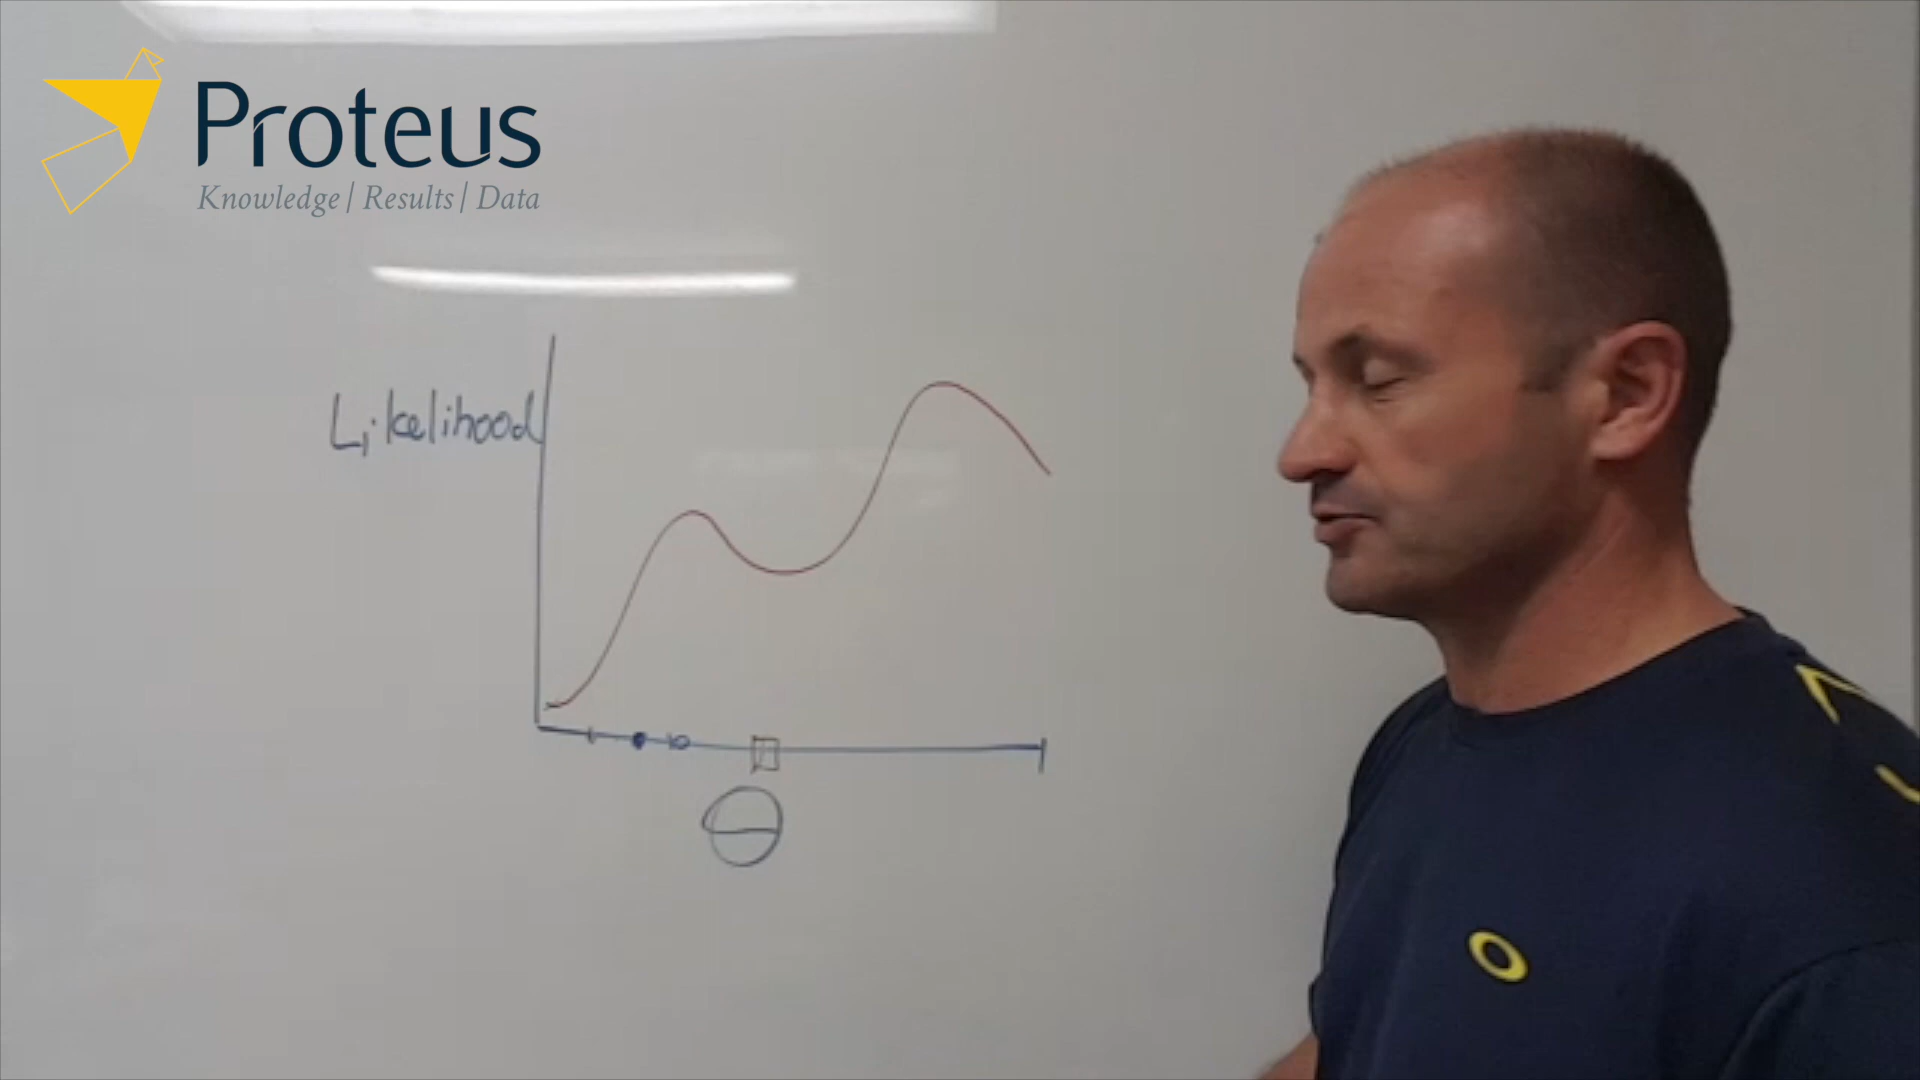 Proteus
Knowledge | Results | Data
Likelihood
θ